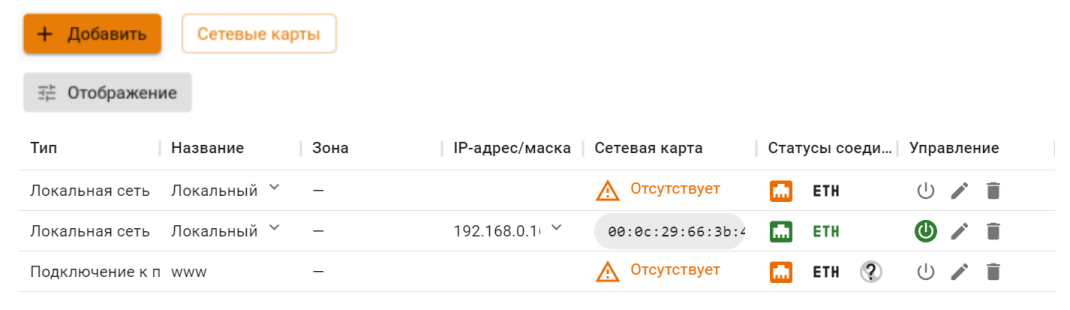 + Добавить Сетевые карты
Отображение
Тип Название Зона IP-адрес/маска Сетевая карта Статусы соеди... Управление
Локальная сеть Локальный — Отсутствует ETH
Локальная сеть Локальный — 192.168.0.1 00:0c:29:66:3b: ETH
Подключение к п www — Отсутствует ETH ?